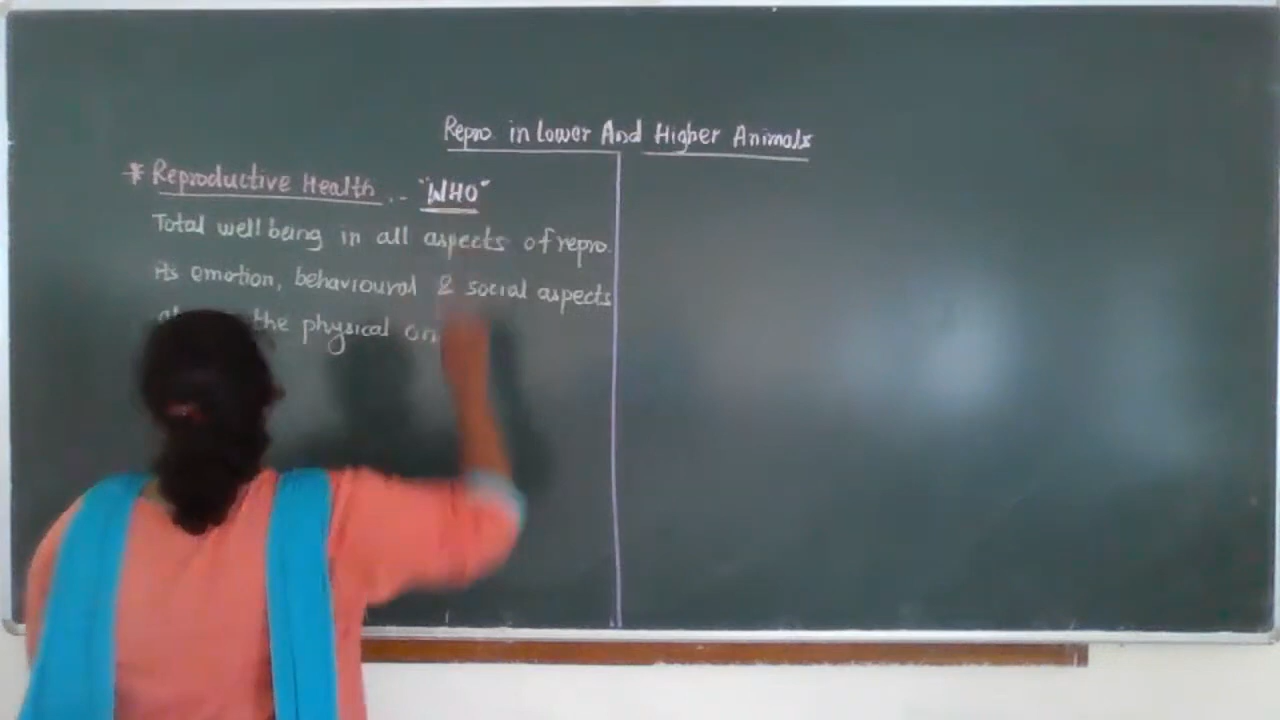 Repro. in Lower And Higher Animals
* Reproductive Health .. "WHO"
Total well being in all aspects of repro.
its emotion, behavioural & social aspects
the physical on